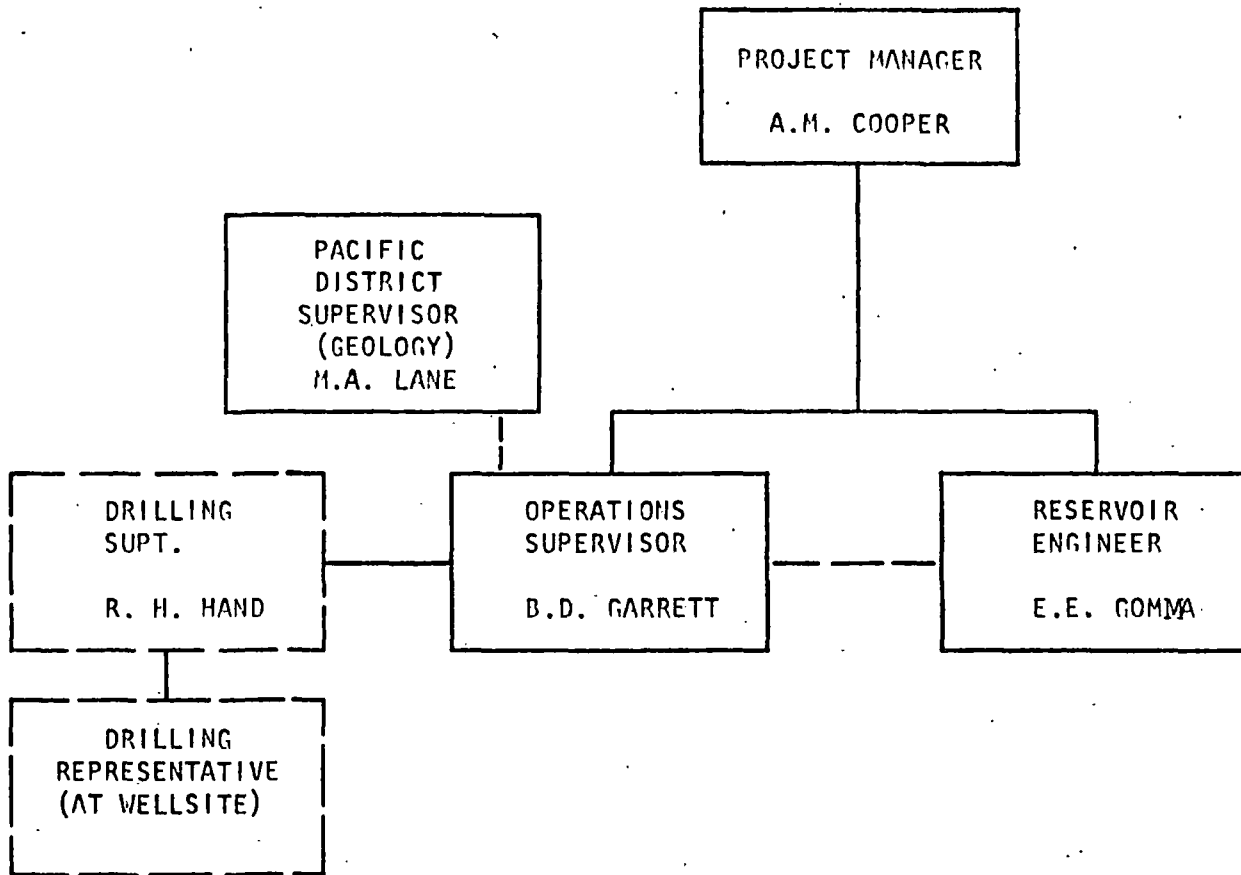 PROJECT MANAGER
A.M. COOPER
PACIFIC
DISTRICT
SUPERVISOR
(GEOLOGY)
M.A. LANE
DRILLING
SUPT.
R. H. HAND
OPERATIONS
SUPERVISOR
B.D. GARRETT
RESERVOIR
ENGINEER
E.E. GOMMA
DRILLING
REPRESENTATIVE
(AT WELLSITE)